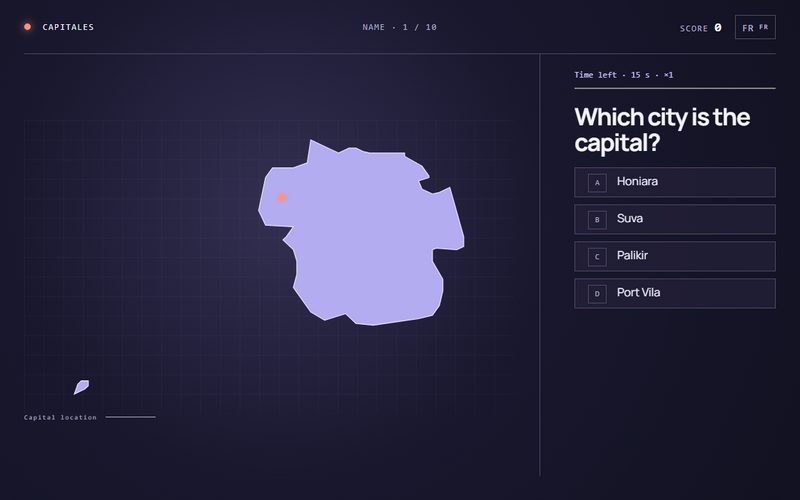 CAPITALES
NAME · 1 / 10
SCORE 0
FR FR
Time left · 15 s · ×1
Which city is the
capital?
A Honiara
B Suva
C Palikir
D Port Vila
Capital location